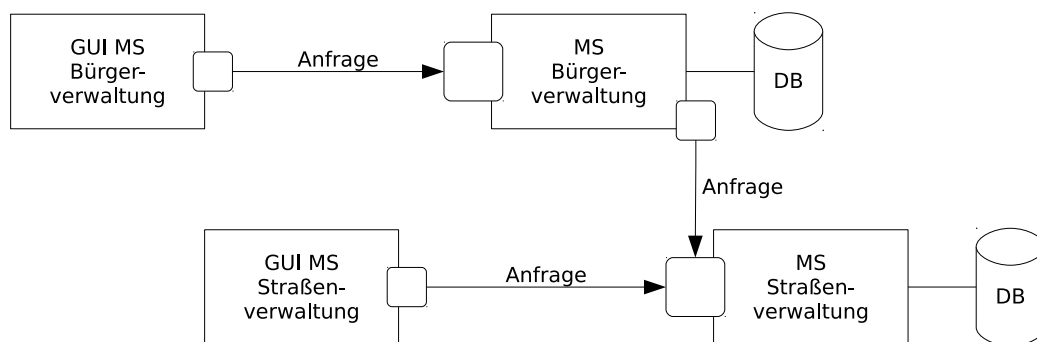 GUI MS
Bürger-
verwaltung
Anfrage
MS
Bürger-
verwaltung
DB
Anfrage
GUI MS
Straßen-
verwaltung
Anfrage
MS
Straßen-
verwaltung
DB